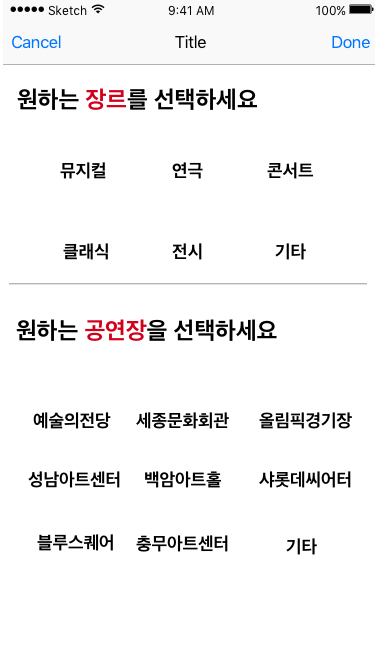 ●●●●● Sketch 9:41 AM 100%
Cancel Title Done
원하는 장르를 선택하세요
뮤지컬 연극 콘서트
클래식 전시 기타
원하는 공연장을 선택하세요
예술의전당 세종문화회관 올림픽경기장
성남아트센터 백암아트홀 샤롯데씨어터
블루스퀘어 충무아트센터 기타